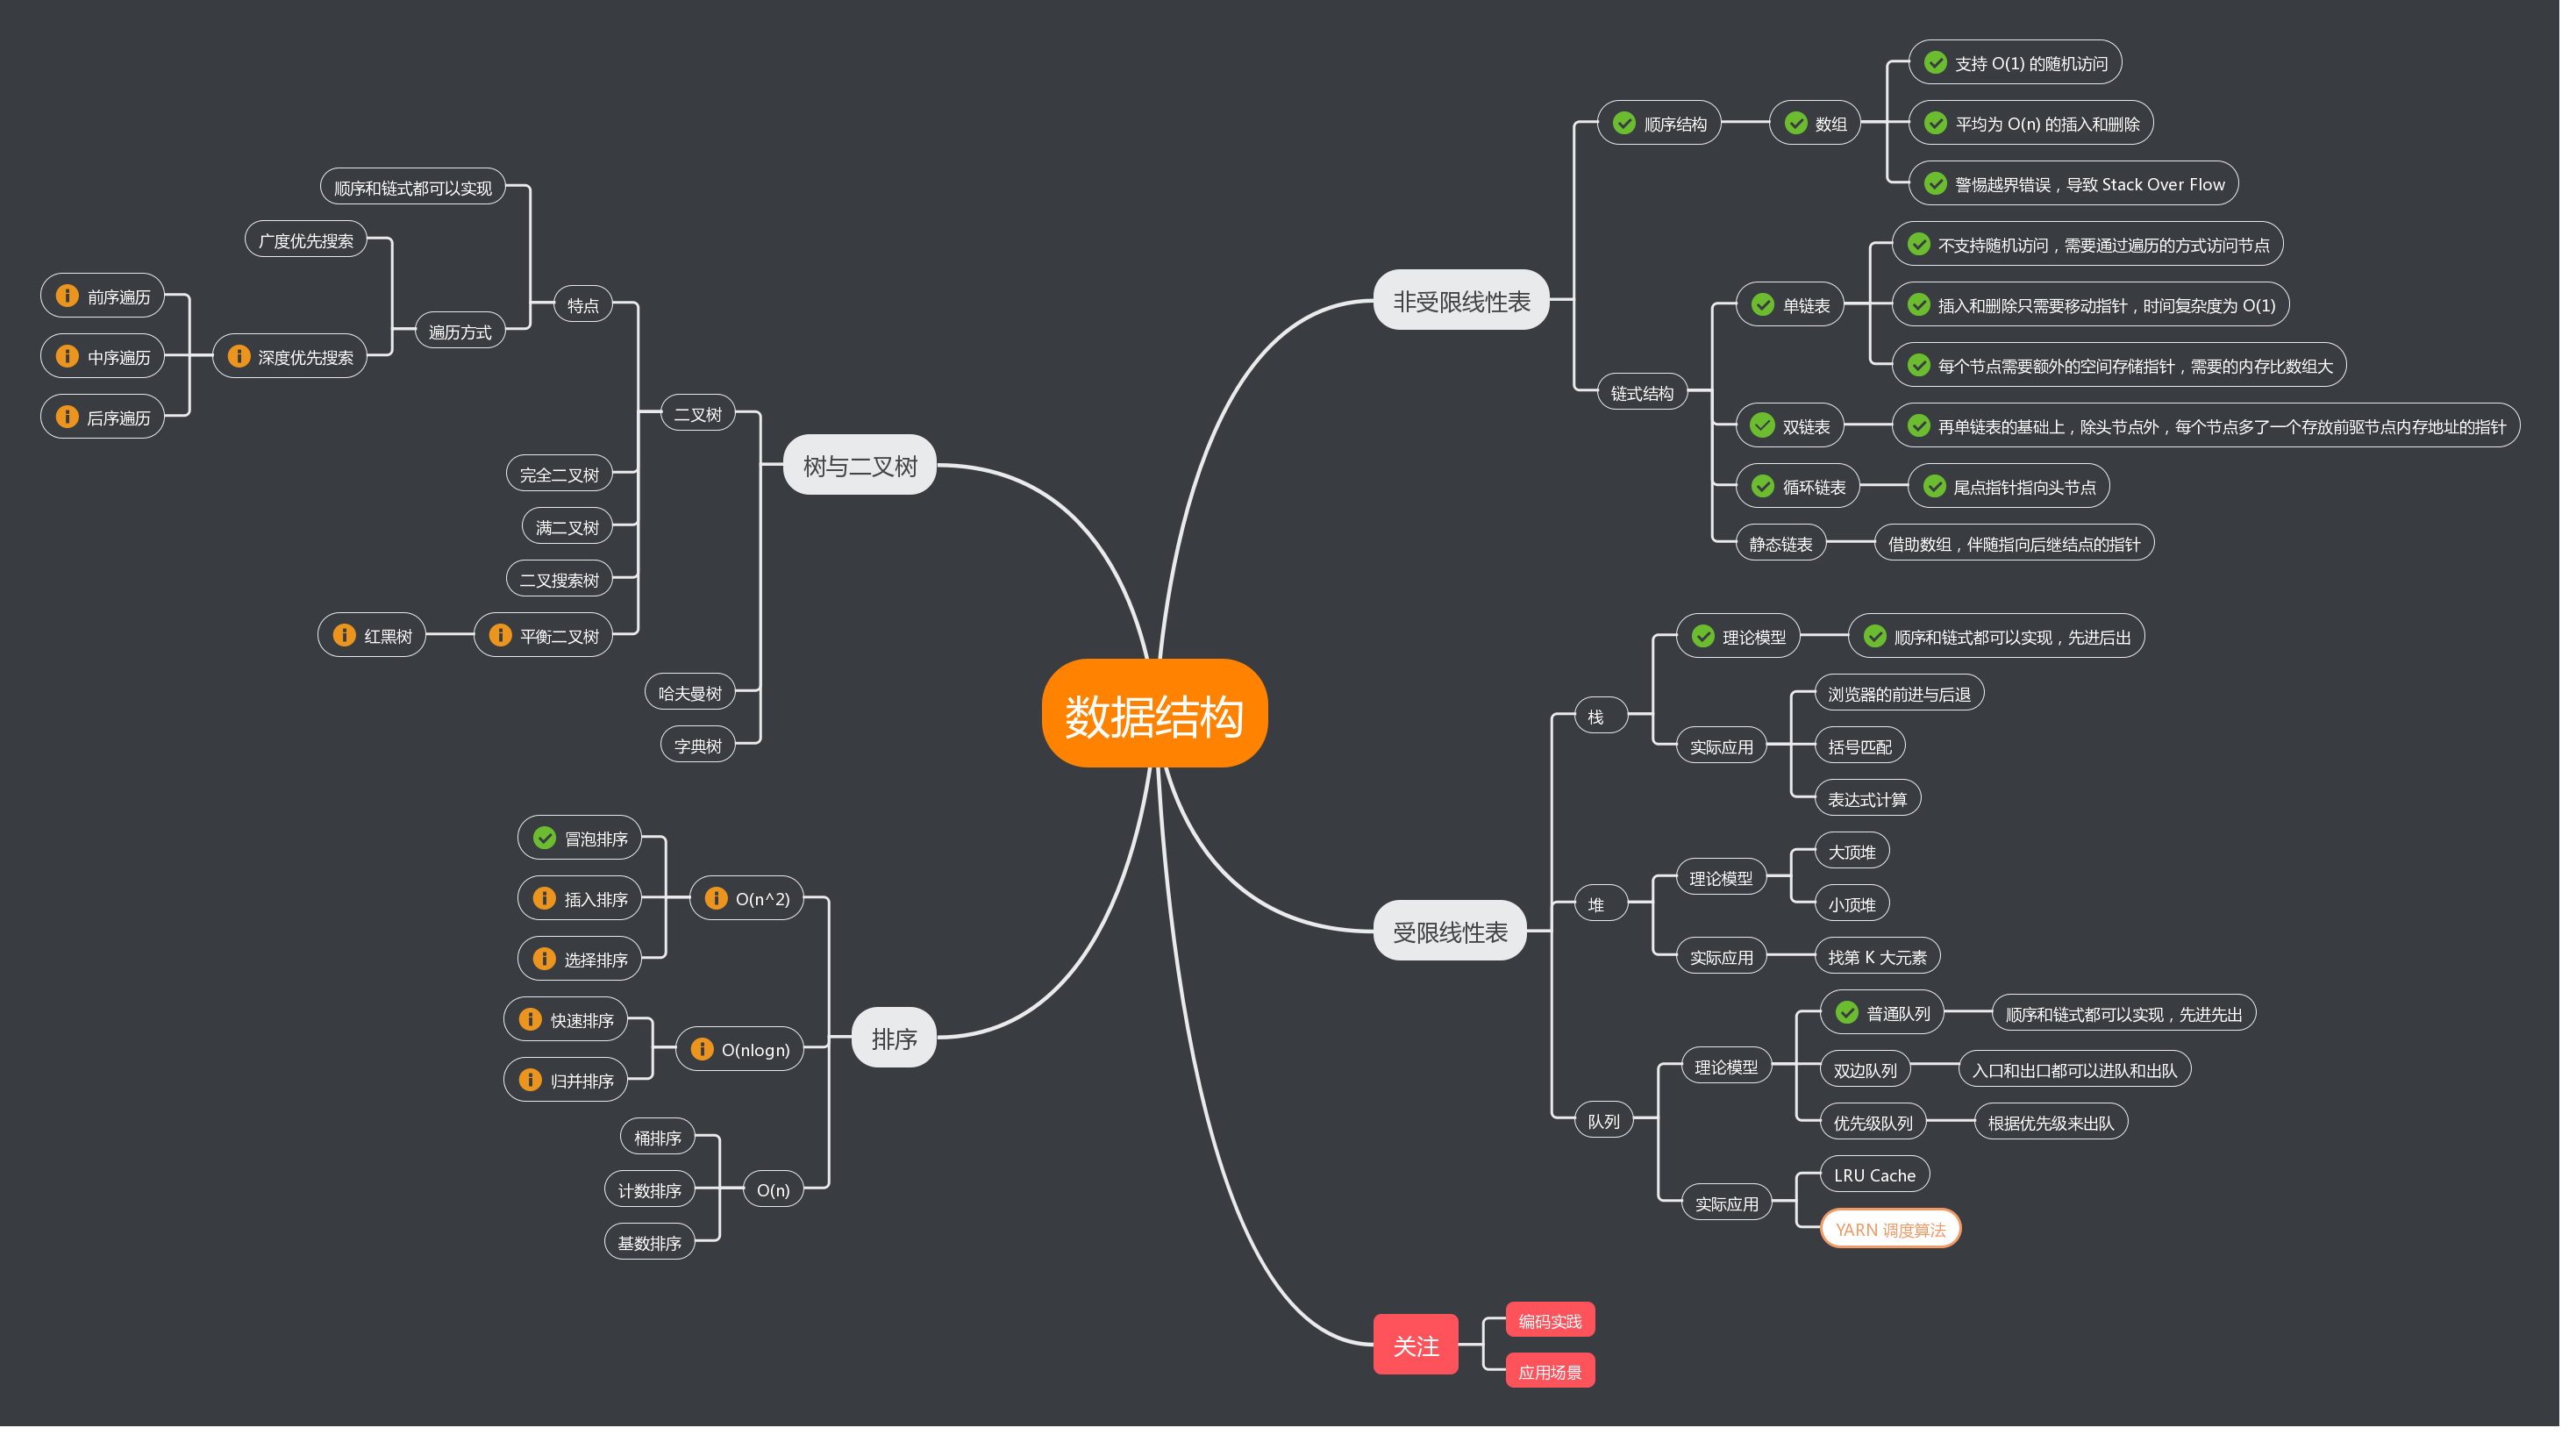 数据结构
非受限线性表
顺序结构
数组
支持 O(1) 的随机访问
平均为 O(n) 的插入和删除
警惕越界错误，导致 Stack Over Flow
链式结构
单链表
不支持随机访问，需要通过遍历的方式访问节点
插入和删除只需要移动指针，时间复杂度为 O(1)
每个节点需要额外的空间存储指针，需要的内存比数组大
双链表
再单链表的基础上，除头节点外，每个节点多了一个存放前驱节点内存地址的指针
循环链表
尾点指针指向头节点
静态链表
借助数组，伴随指向后继结点的指针
受限线性表
栈
理论模型
顺序和链式都可以实现，先进后出
实际应用
浏览器的前进与后退
括号匹配
表达式计算
堆
理论模型
大顶堆
小顶堆
实际应用
找第 K 大元素
队列
理论模型
普通队列
顺序和链式都可以实现，先进先出
双边队列
入口和出口都可以进队和出队
优先级队列
根据优先级来出队
实际应用
LRU Cache
YARN 调度算法
关注
编码实践
应用场景
树与二叉树
二叉树
特点
顺序和链式都可以实现
遍历方式
广度优先搜索
深度优先搜索
前序遍历
中序遍历
后序遍历
完全二叉树
满二叉树
二叉搜索树
平衡二叉树
红黑树
哈夫曼树
字典树
排序
O(n^2)
冒泡排序
插入排序
选择排序
O(nlogn)
快速排序
归并排序
O(n)
桶排序
计数排序
基数排序